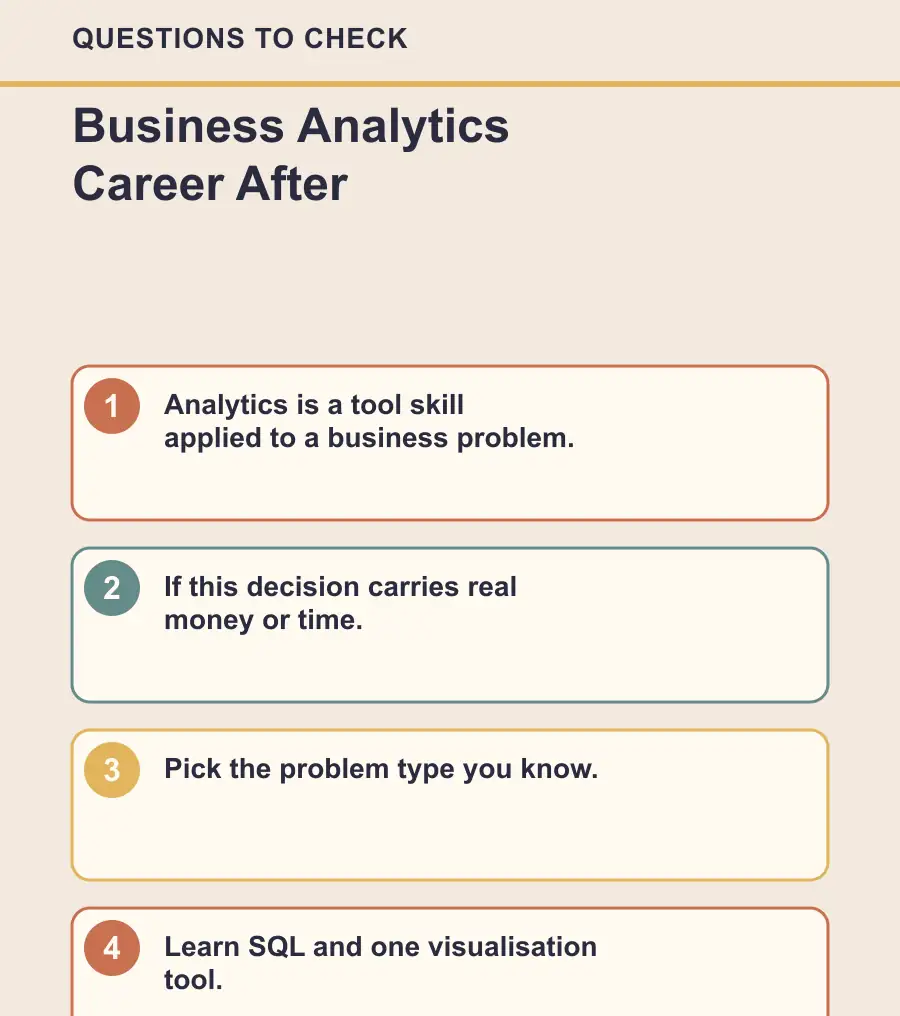 QUESTIONS TO CHECK
Business Analytics
Career After
1
Analytics is a tool skill
applied to a business problem.
2
If this decision carries real
money or time.
3
Pick the problem type you know.
4
Learn SQL and one visualisation
tool.